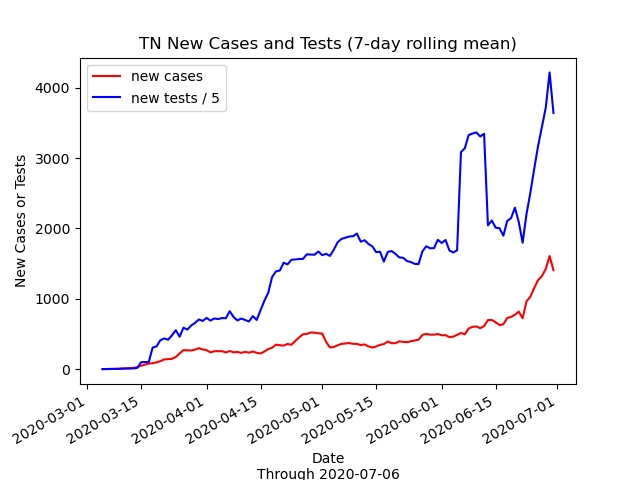 TN New Cases and Tests (7-day rolling mean)
new cases
new tests / 5
New Cases or Tests
4000
3000
2000
1000
0
2020-03-01
2020-03-15
2020-04-01
2020-04-15
2020-05-01
2020-05-15
2020-06-01
2020-06-15
2020-07-01
Date
Through 2020-07-06